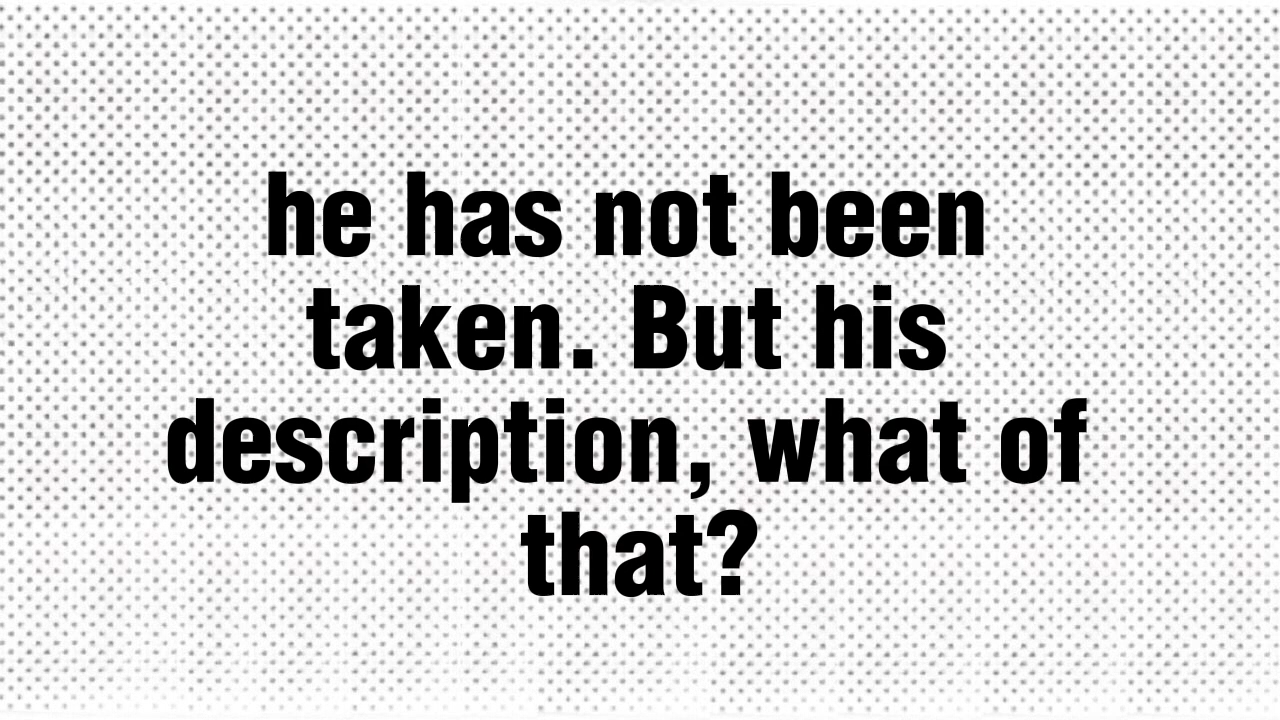 he has not been
taken. But his
description, what of
that?